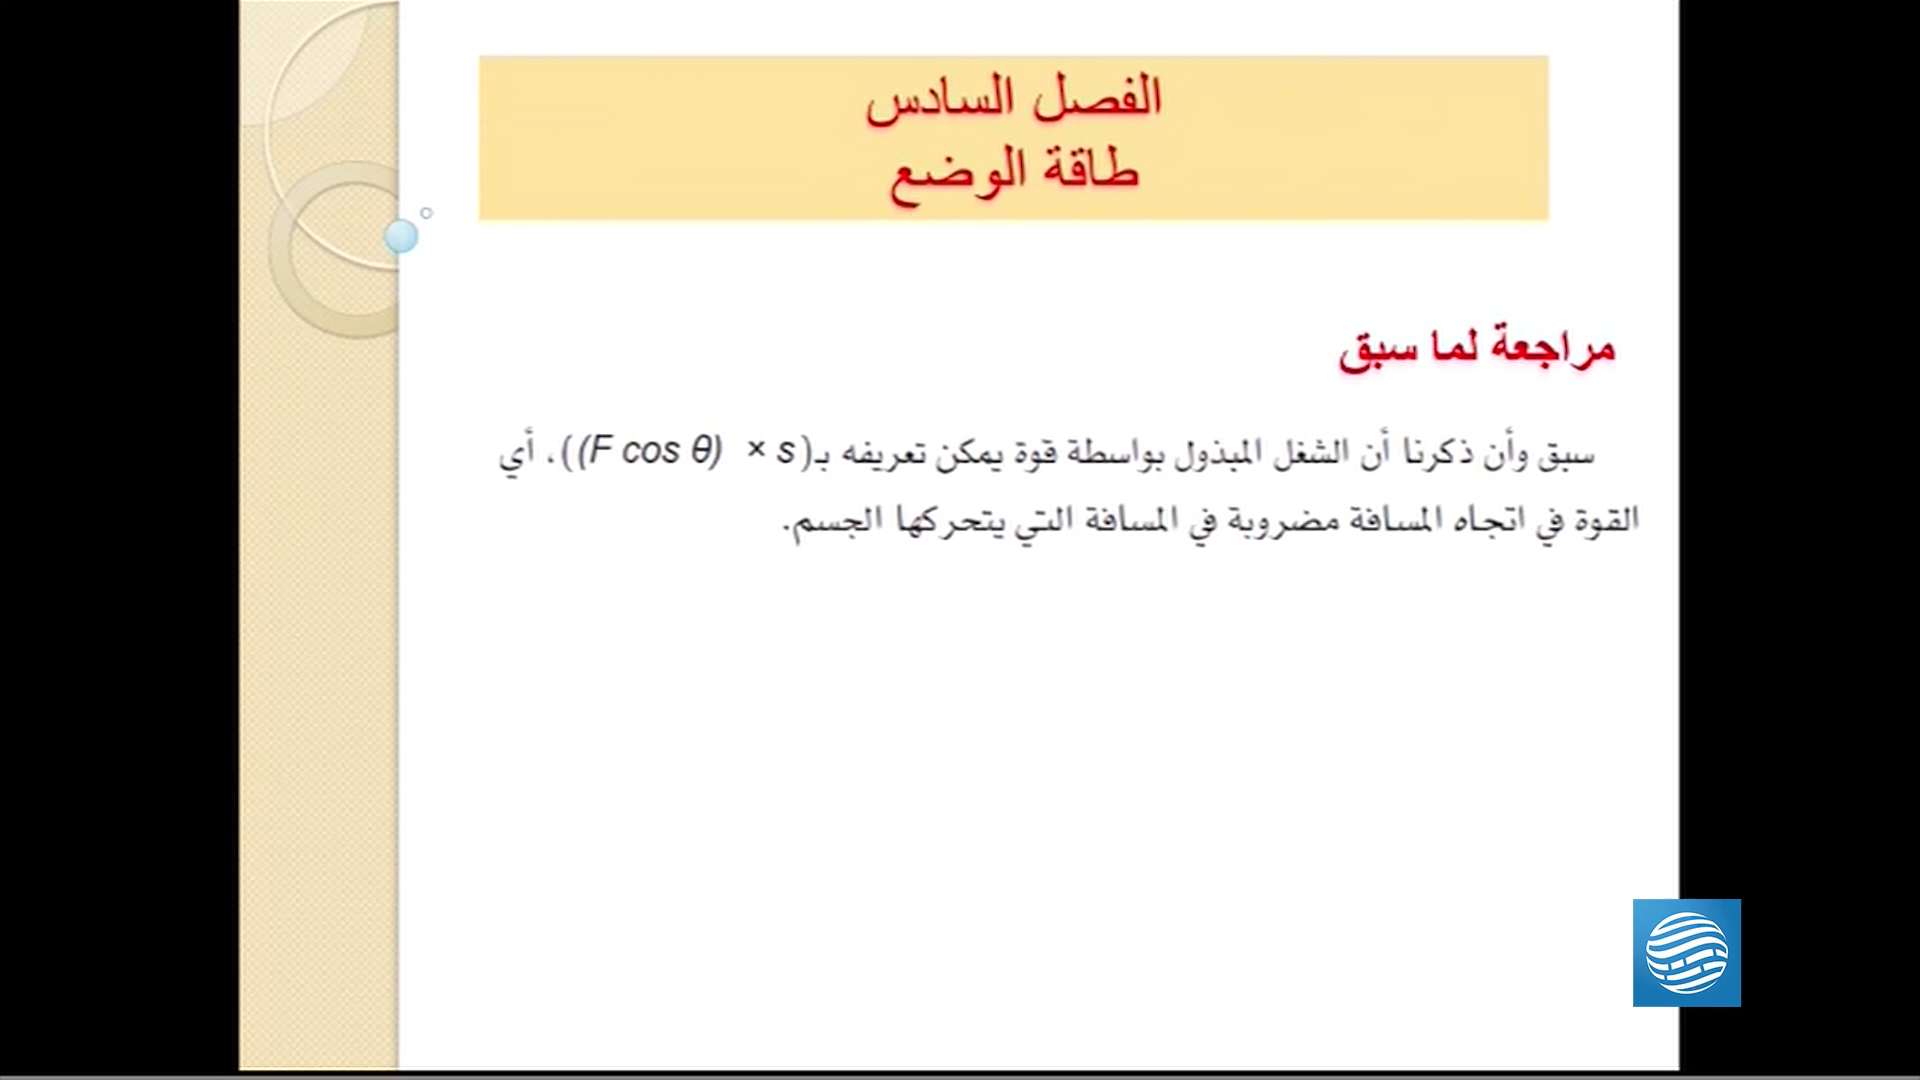 الفصل السادس
طاقة الوضع
مراجعة لما سبق
سبق وأن ذكرنا أن الشغل المبذول بواسطة قوة يمكن تعريفه بـ((F cos θ) × s)، أي
القوة في اتجاه المسافة مضروبة في المسافة التي يتحركها الجسم.